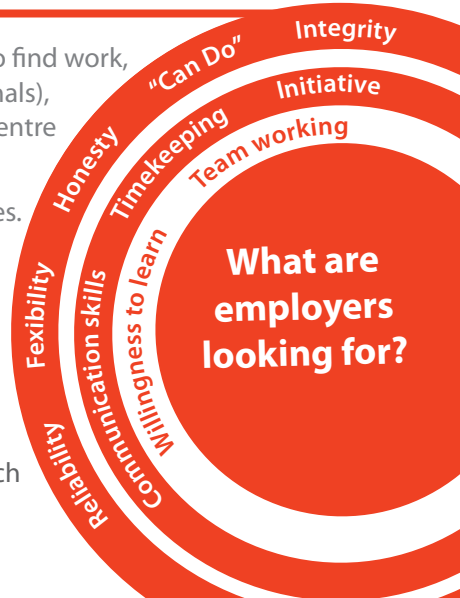 o find work,
nals),
entre
es.
ch
Reliability
Fexibility
Honesty
"Can Do"
Integrity
Communication skills
Timekeeping
Initiative
Willingness to learn
Team working
What are
employers
looking for?